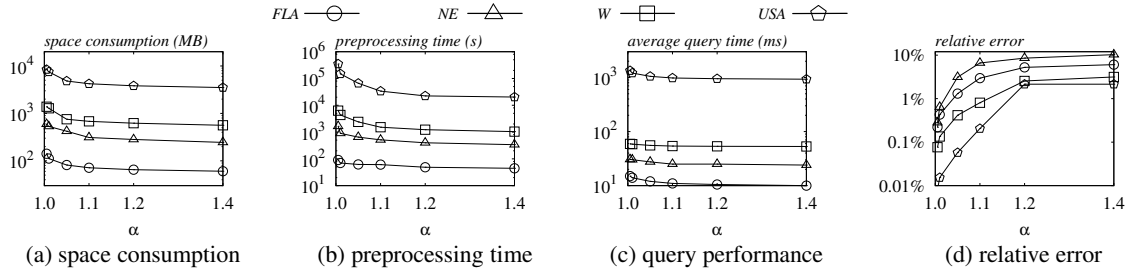 FLA NE W USA
space consumption (MB)
10^4
10^3
10^2
1.0 1.1 1.2 1.4
α
(a) space consumption
preprocessing time (s)
10^6
10^5
10^4
10^3
10^2
10^1
1.0 1.1 1.2 1.4
α
(b) preprocessing time
average query time (ms)
10^3
10^2
10^1
1.0 1.1 1.2 1.4
α
(c) query performance
relative error
10%
1%
0.1%
0.01%
1.0 1.1 1.2 1.4
α
(d) relative error